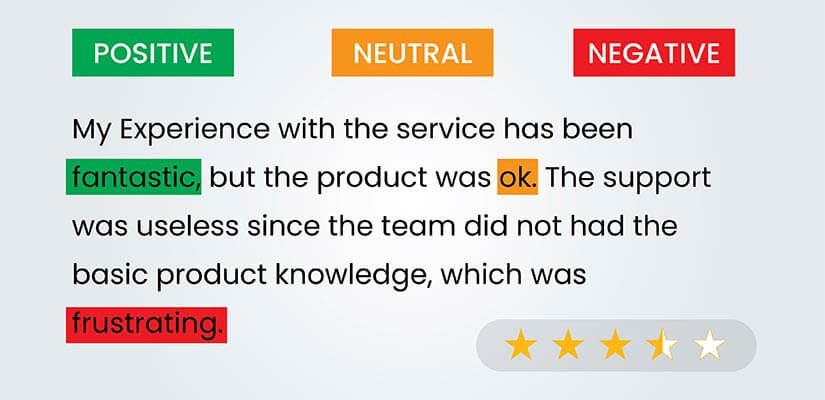 POSITIVE NEUTRAL NEGATIVE
My Experience with the service has been
fantastic, but the product was ok. The support
was useless since the team did not had the
basic product knowledge, which was
frustrating.